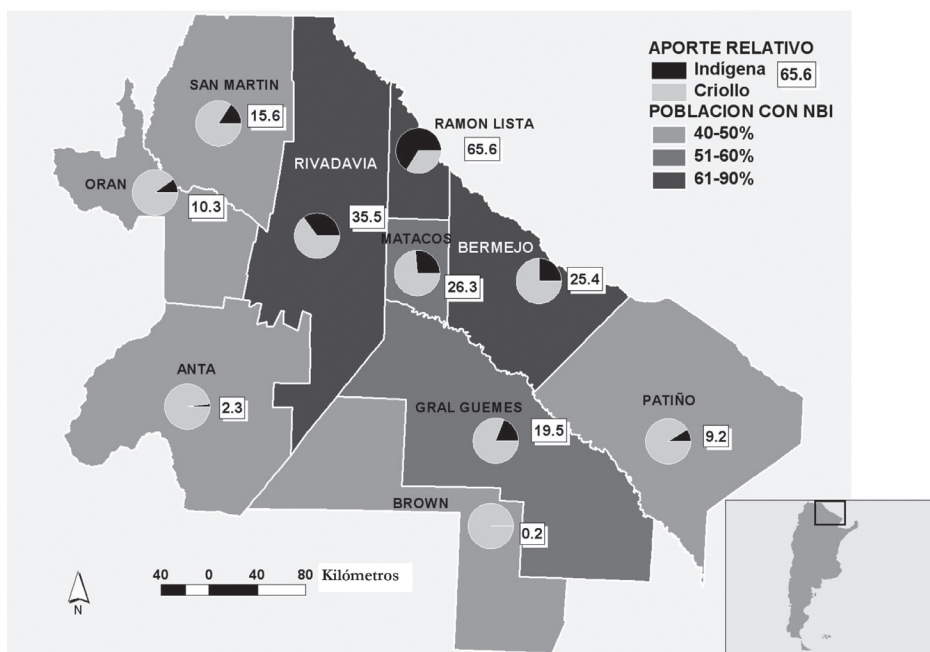 APORTE RELATIVO
Indígena 65.6
Criollo
POBLACION CON NBI
40-50%
51-60%
61-90%
SAN MARTIN
15.6
RAMON LISTA
65.6
RIVADAVIA
ORAN
10.3
35.5
MATACOS
BERMEJO
26.3
25.4
ANTA
2.3
GRAL GUEMES
19.5
PATIÑO
9.2
BROWN
0.2
40 0 40 80 Kilómetros
N